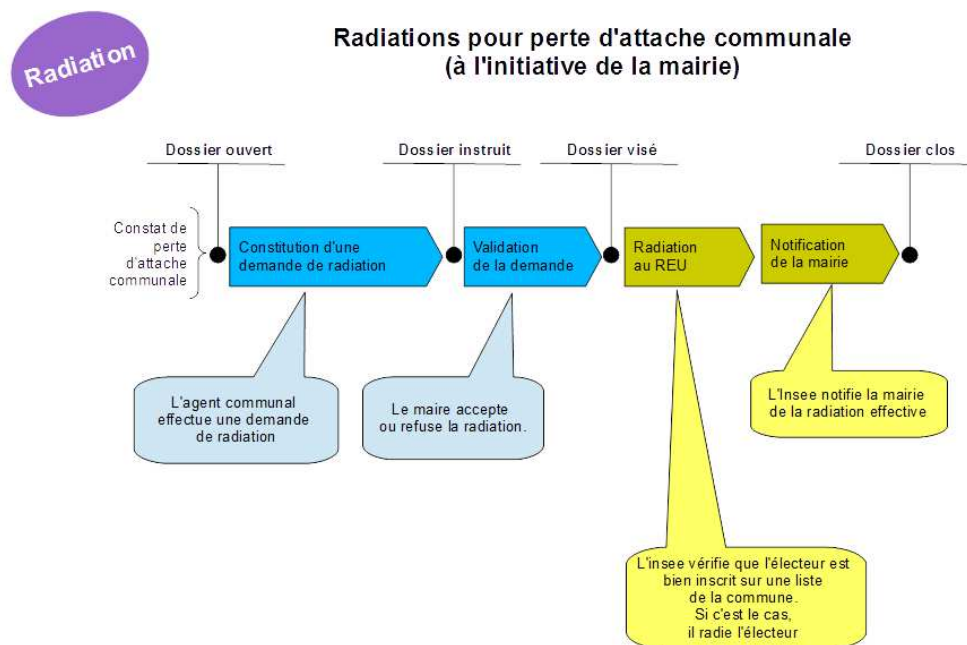 Radiation
Radiations pour perte d'attache communale
(à l'initiative de la mairie)
Dossier ouvert
Dossier instruit
Dossier visé
Dossier clos
Constat de
perte
d'attache
communale
Constitution d'une
demande de radiation
Validation
de la demande
Radiation
au REU
Notification
de la mairie
L'agent communal
effectue une demande
de radiation
Le maire accepte
ou refuse la radiation.
L'Insee notifie la mairie
de la radiation effective
L'insee vérifie que l'électeur est
bien inscrit sur une liste
de la commune.
Si c'est le cas,
il radie l'électeur